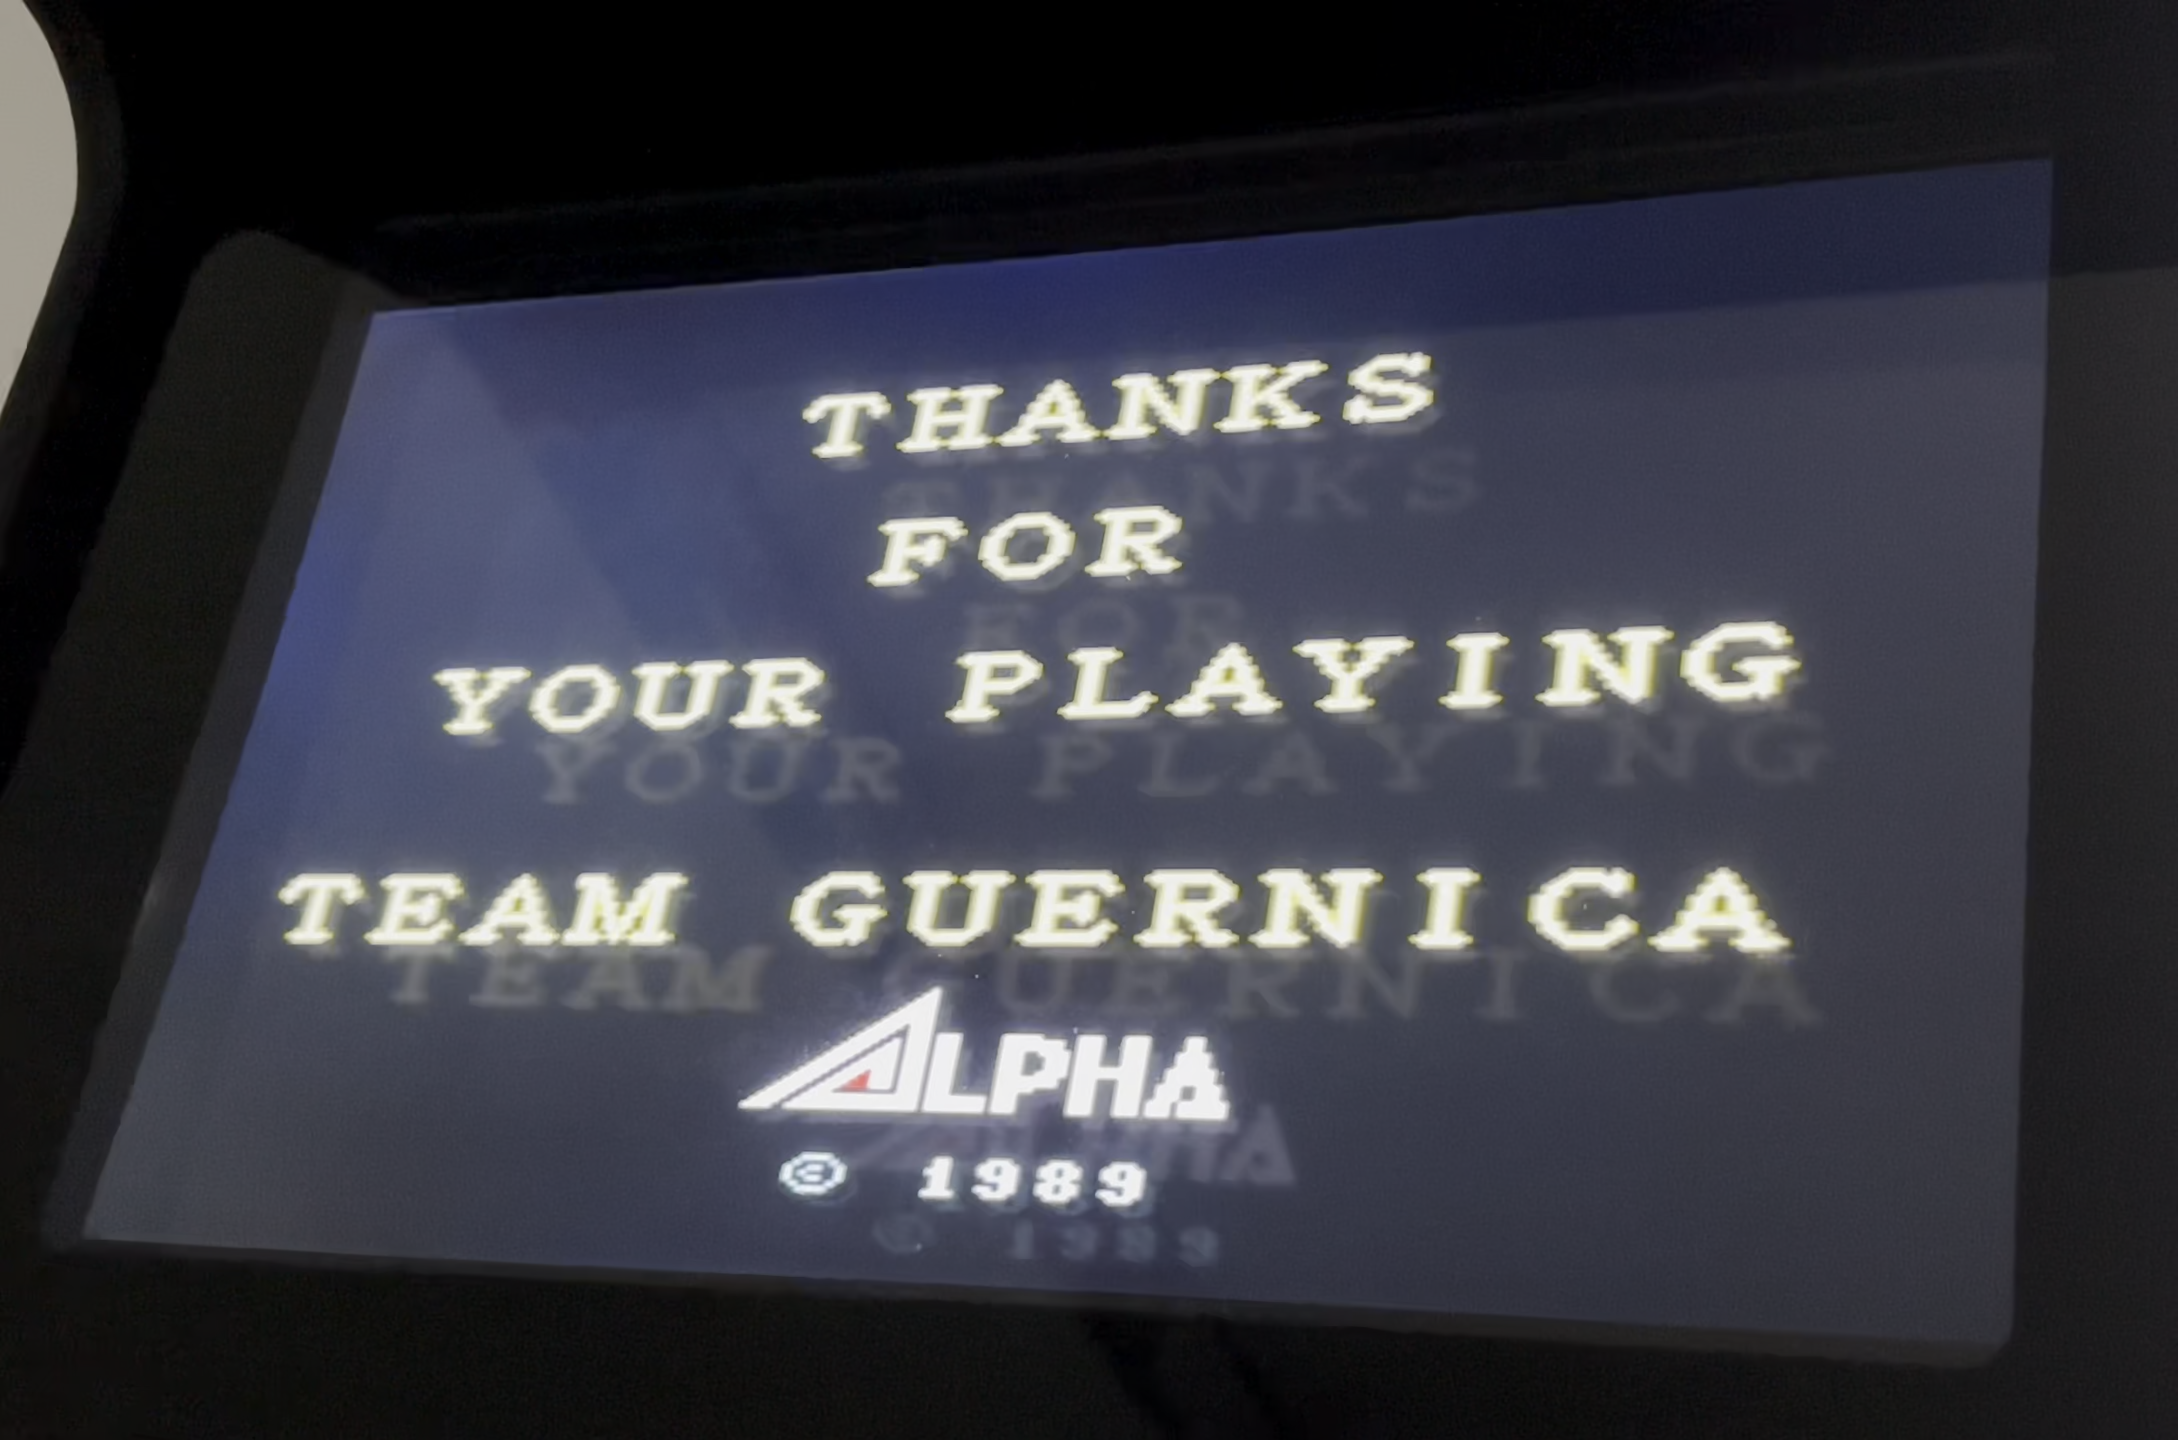 THANKS
FOR
YOUR PLAYING
TEAM GUERNICA
ALPHA
© 1989